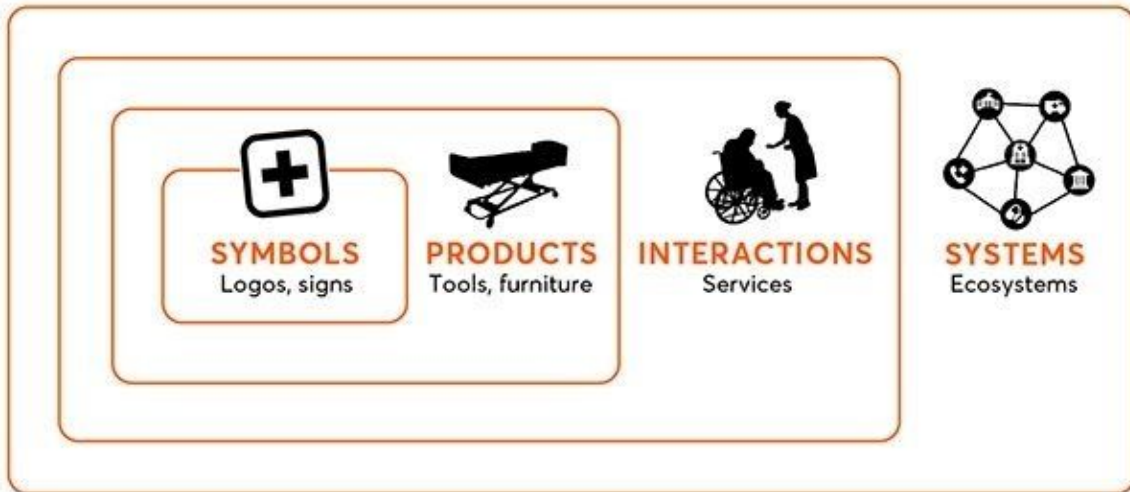 SYMBOLS
Logos, signs
PRODUCTS
Tools, furniture
INTERACTIONS
Services
SYSTEMS
Ecosystems